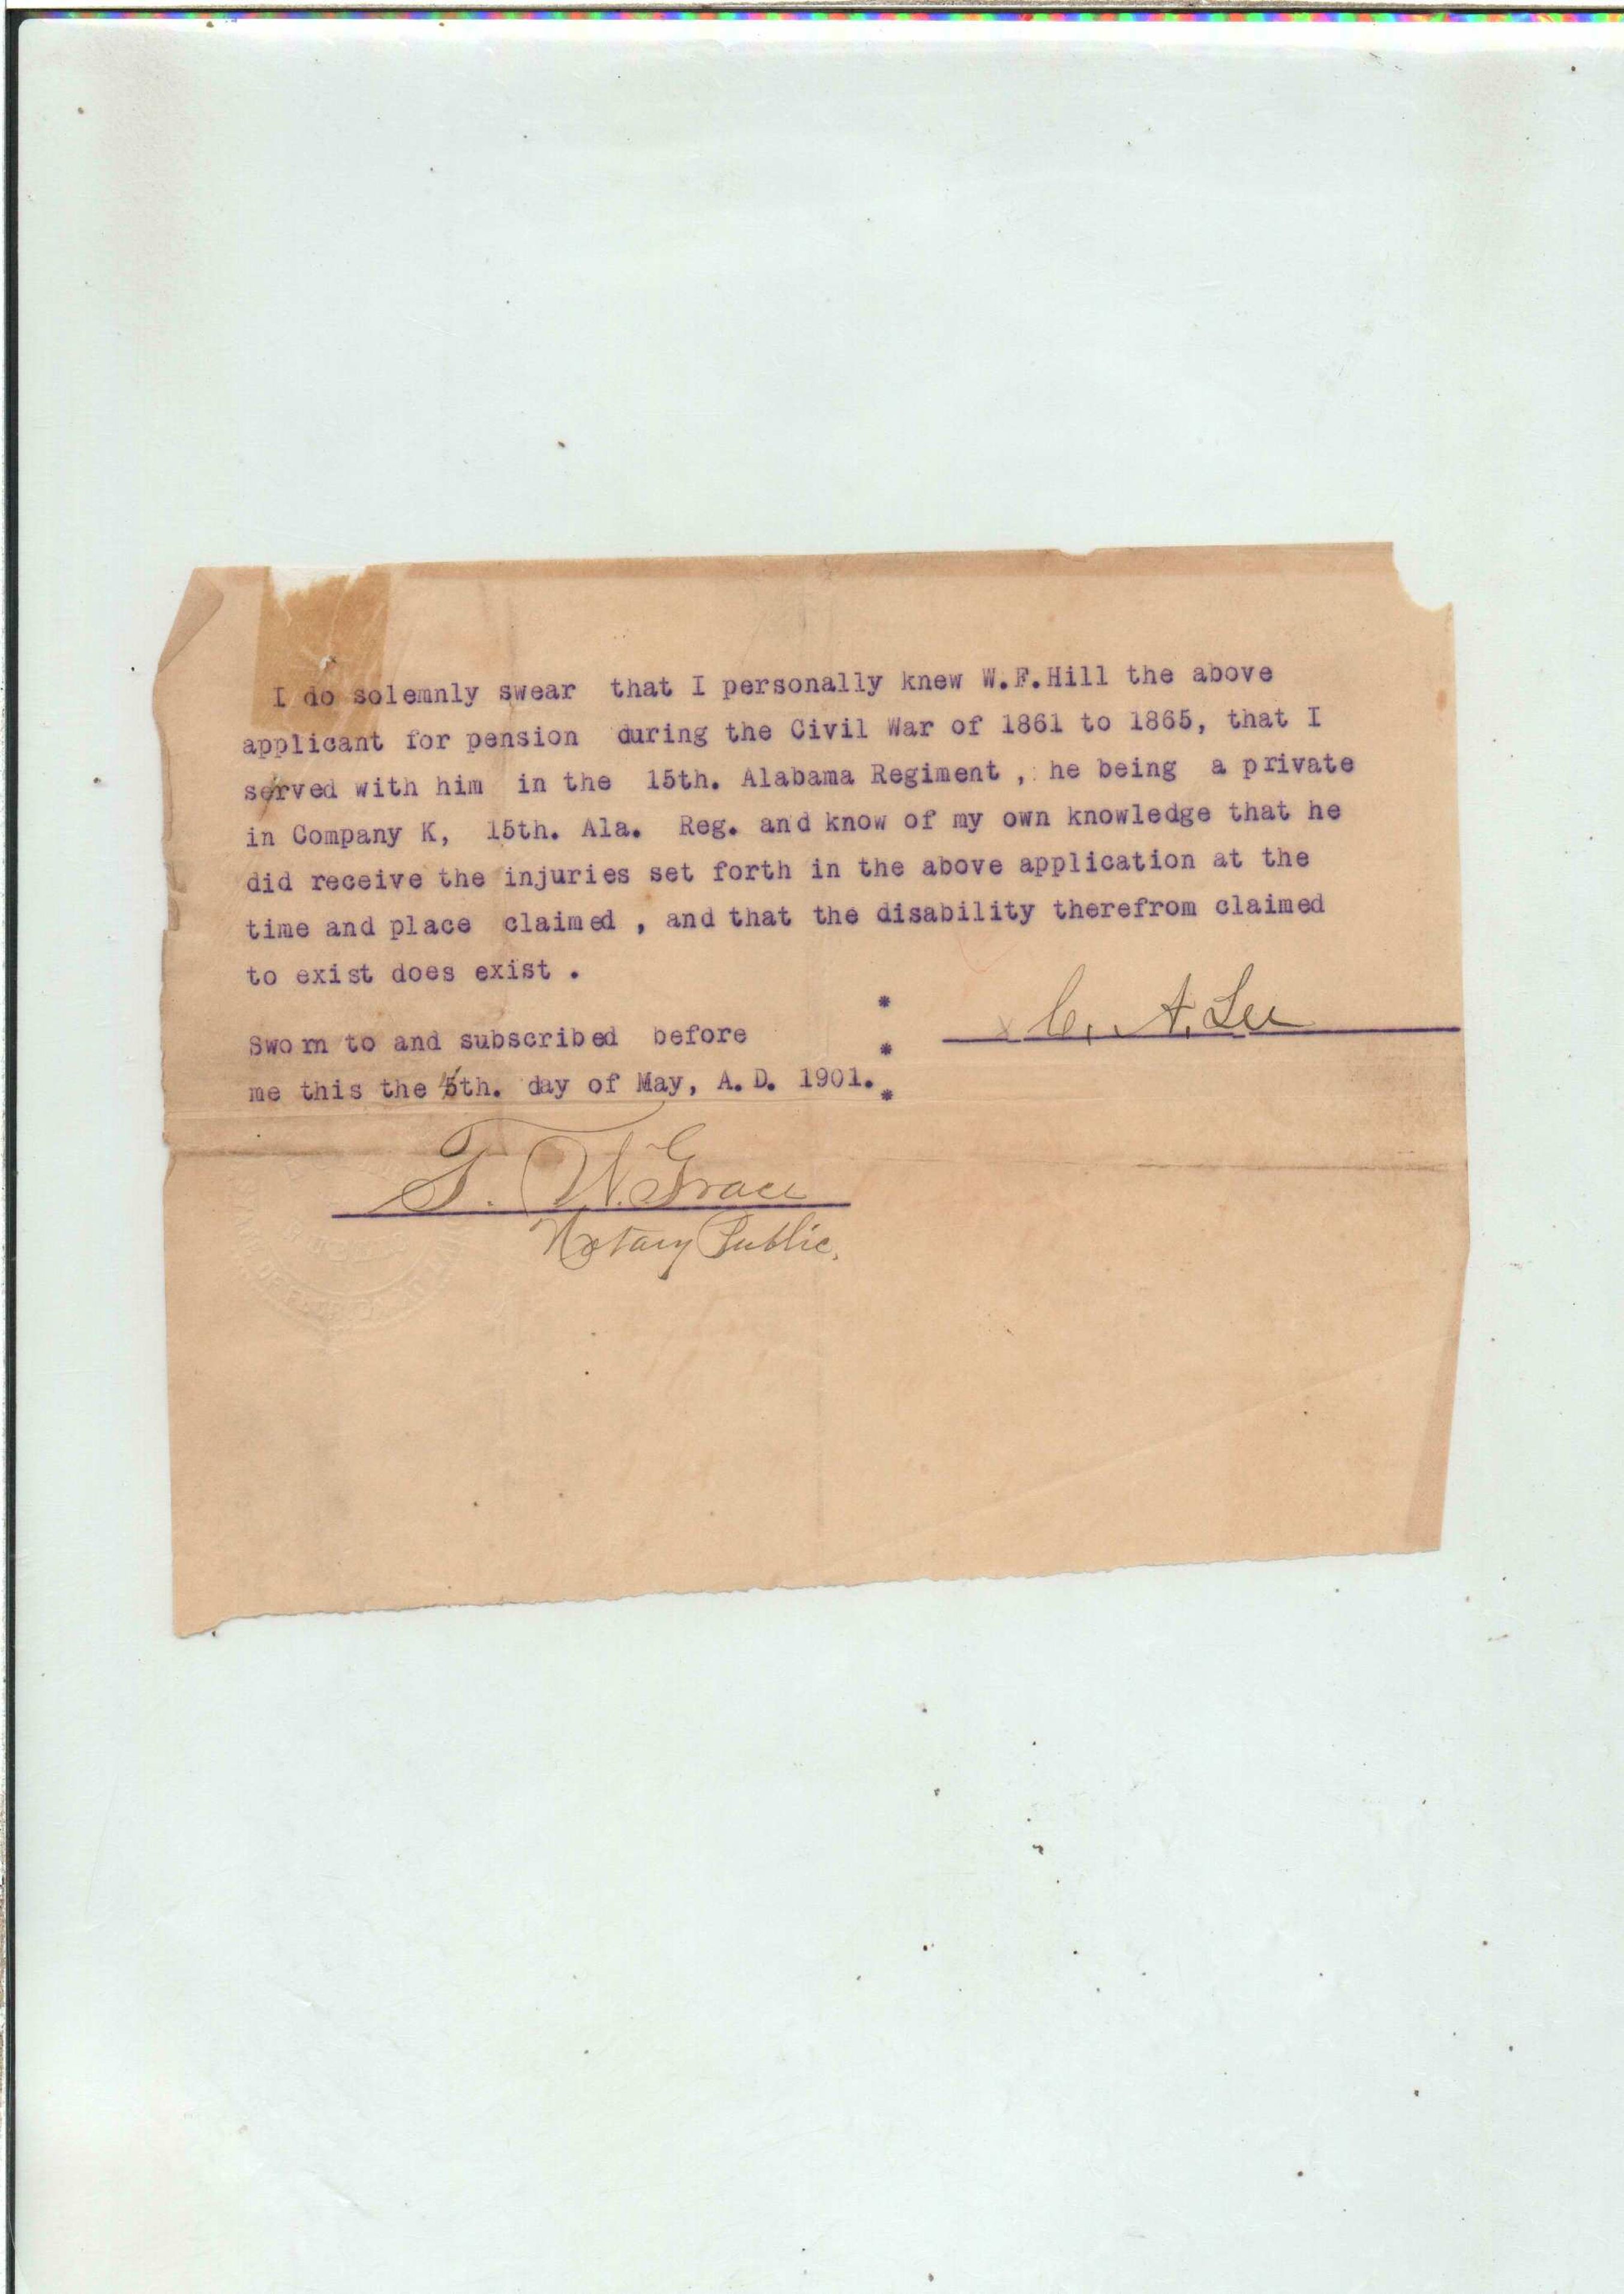 I do solemnly swear that I personally knew W.F.Hill the above
applicant for pension during the Civil War of 1861 to 1865, that I
served with him in the 15th. Alabama Regiment , he being a private
in Company K, 15th. Ala. Reg. and know of my own knowledge that he
did receive the injuries set forth in the above application at the
time and place claimed , and that the disability therefrom claimed
to exist does exist .
*
x C. A. Lee
Sworn to and subscribed before
*
me this the th. day of May, A.D. 1901.
*
T. W. Grace
Notary Public.